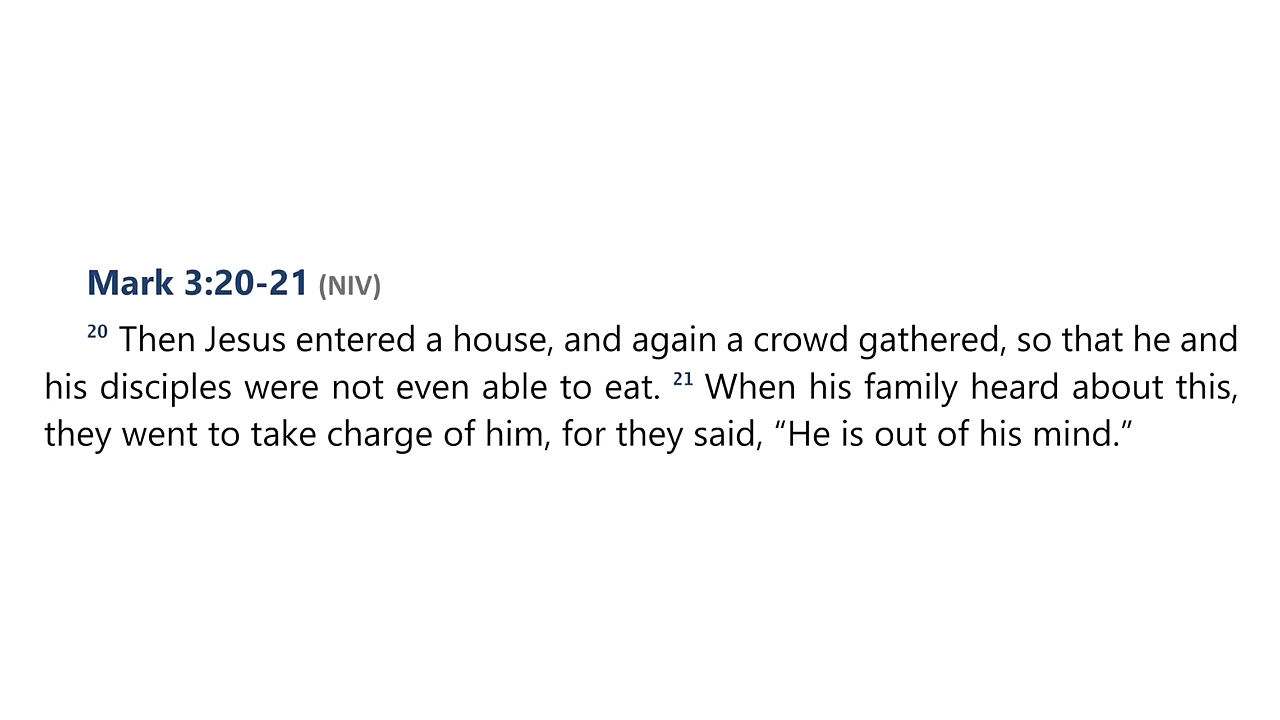 Mark 3:20-21 (NIV)
20 Then Jesus entered a house, and again a crowd gathered, so that he and
his disciples were not even able to eat. 21 When his family heard about this,
they went to take charge of him, for they said, “He is out of his mind.”